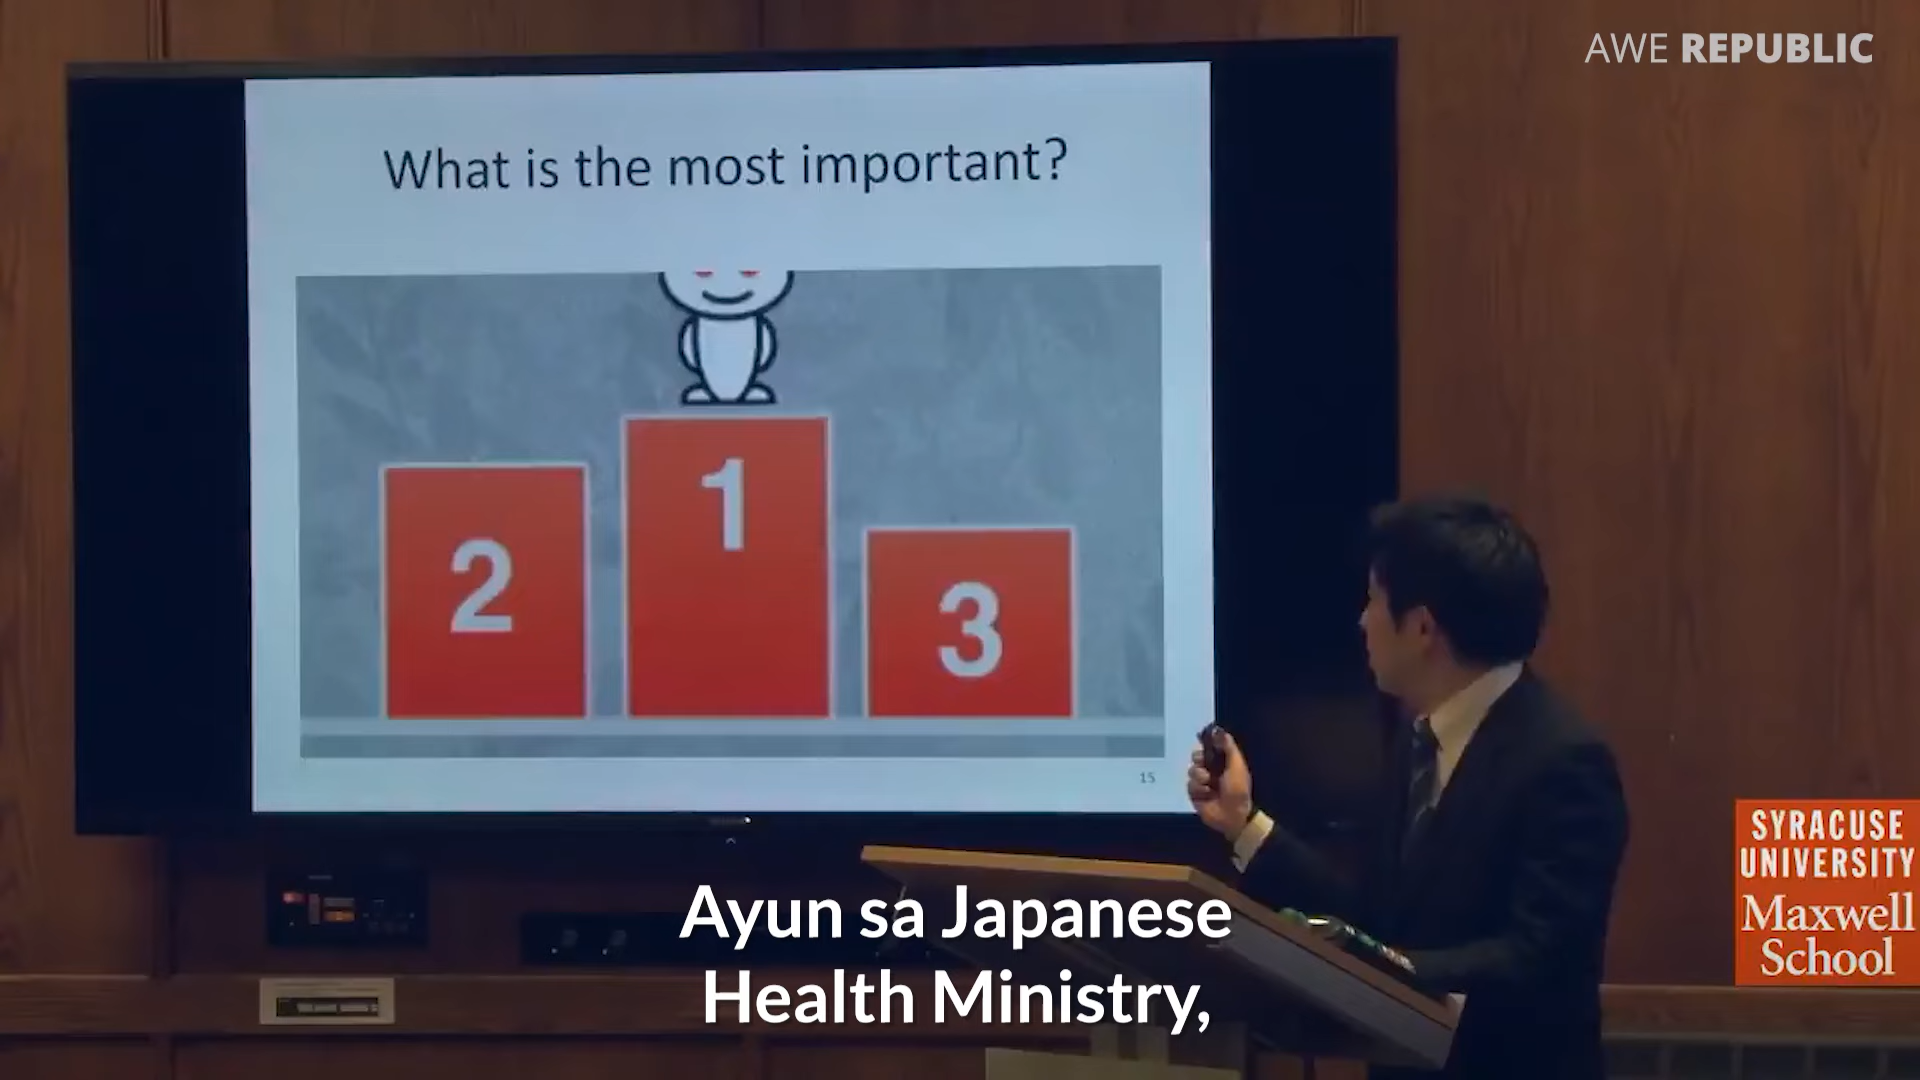 AWE REPUBLIC
What is the most important?
1
2
3
15
SYRACUSE
UNIVERSITY
Maxwell
School
Ayun sa Japanese
Health Ministry,